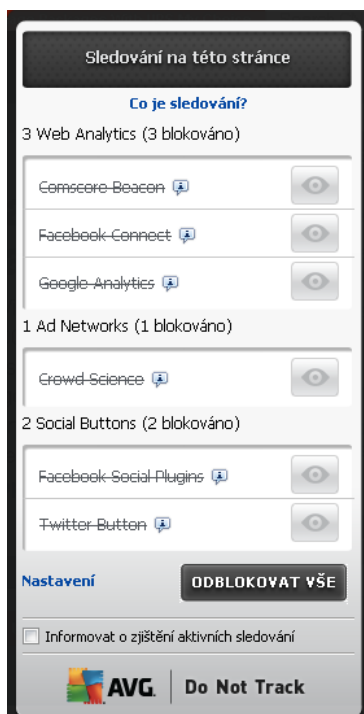 Sledování na této stránce
Co je sledování?
3 Web Analytics (3 blokováno)
Comscore Beacon
Facebook Connect
Google Analytics
1 Ad Networks (1 blokováno)
Crowd Science
2 Social Buttons (2 blokováno)
Facebook Social Plugins
Twitter Button
Nastavení ODBLOKOVAT VŠE
Informovat o zjištění aktivních sledování
AVG. Do Not Track